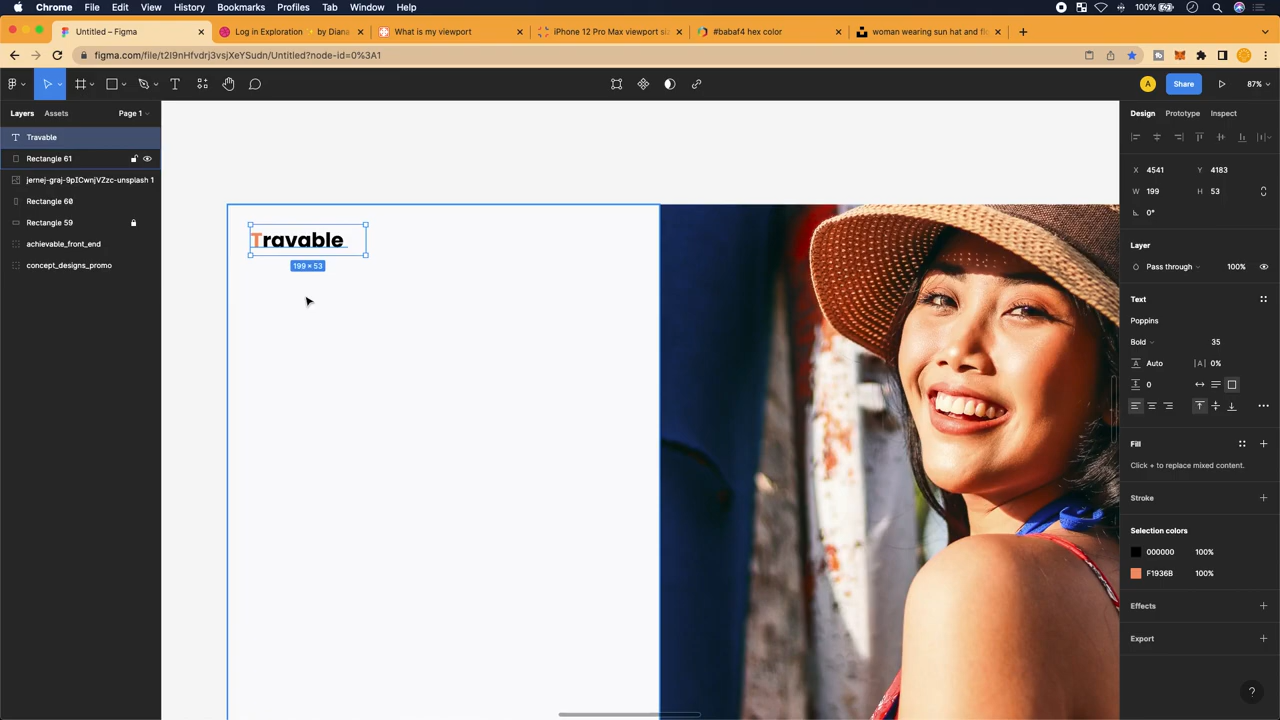 Chrome File Edit View History Bookmarks Profiles Tab Window Help 100%
Untitled – Figma
Log in Exploration ✨ by Diana
What is my viewport
iPhone 12 Pro Max viewport si
#babaf4 hex color
woman wearing sun hat and fl
figma.com/file/t2I9nHfvdrj3vsjXeYSudn/Untitled?node-id=0%3A1
A Share 87%
Layers Assets Page 1
Design Prototype Inspect
Travable
Rectangle 61
jernej-graj-9pICwnjVZzc-unsplash 1
Rectangle 60
Rectangle 59
achievable_front_end
concept_designs_promo
Travable
199 × 53
X 4541 Y 4183
W 199 H 53
0°
Layer
Pass through 100%
Text
Poppins
Bold 35
Auto |A| 0%
0
Fill
Click + to replace mixed content.
Stroke
Selection colors
000000 100%
F1936B 100%
Effects
Export
?